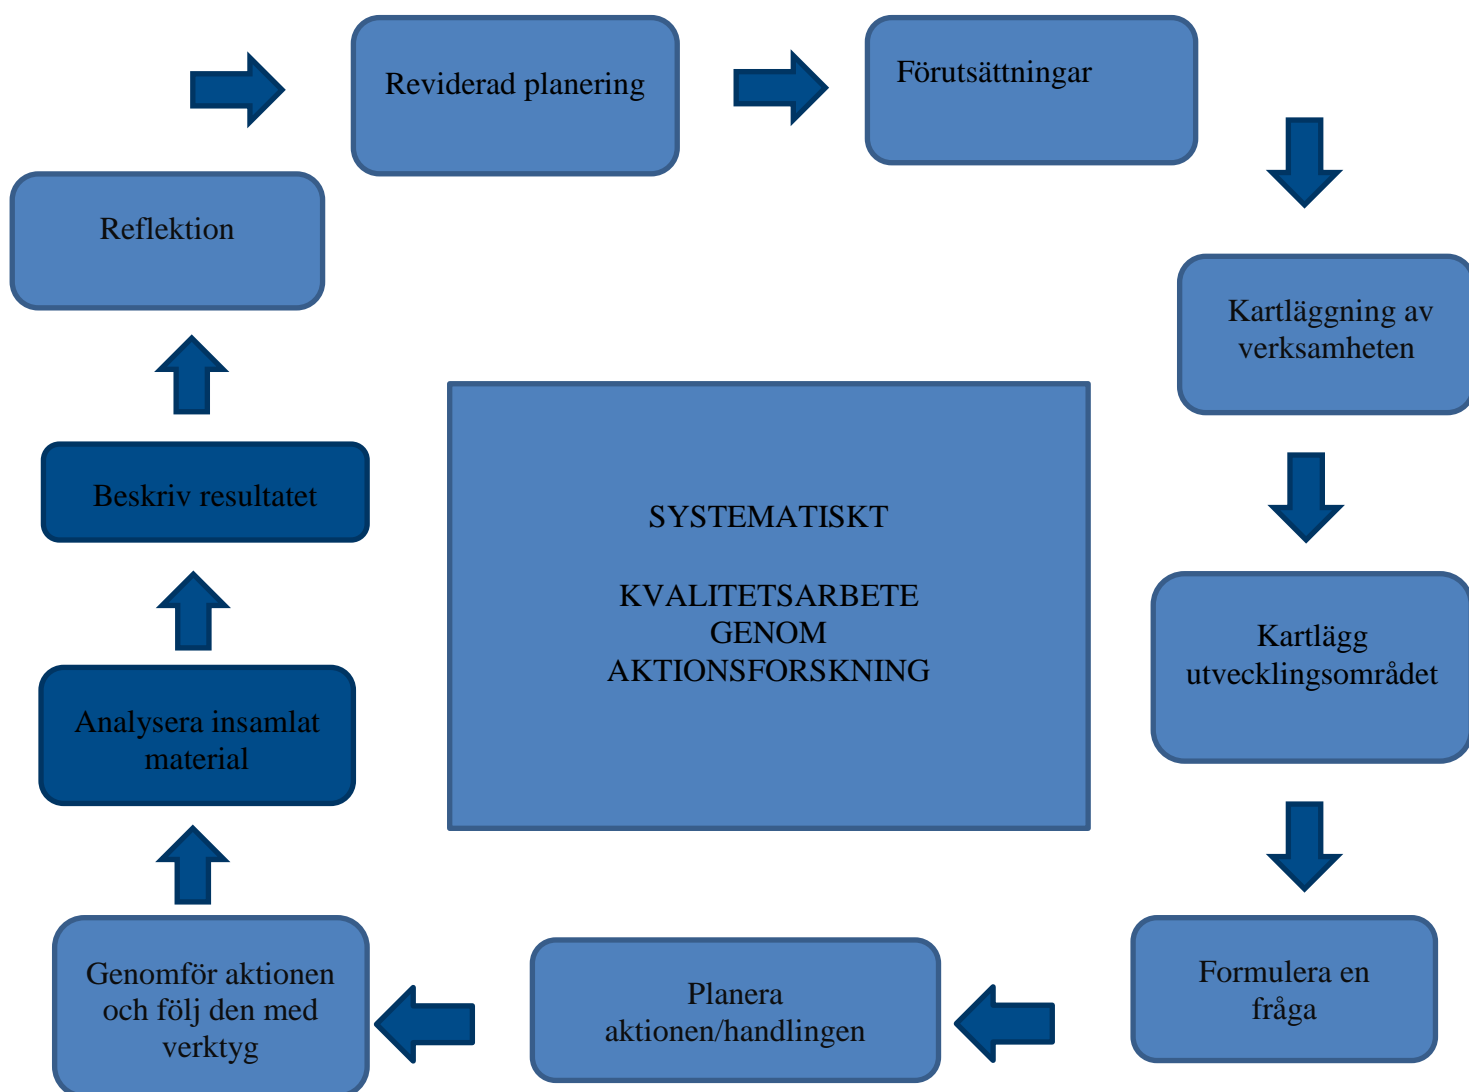 Reviderad planering
Förutsättningar
Reflektion
Kartläggning av
verksamheten
Beskriv resultatet
SYSTEMATISKT
KVALITETSARBETE
GENOM
AKTIONSFORSKNING
Kartlägg
utvecklingsområdet
Analysera insamlat
material
Genomför aktionen
och följ den med
verktyg
Planera
aktionen/handlingen
Formulera en
fråga